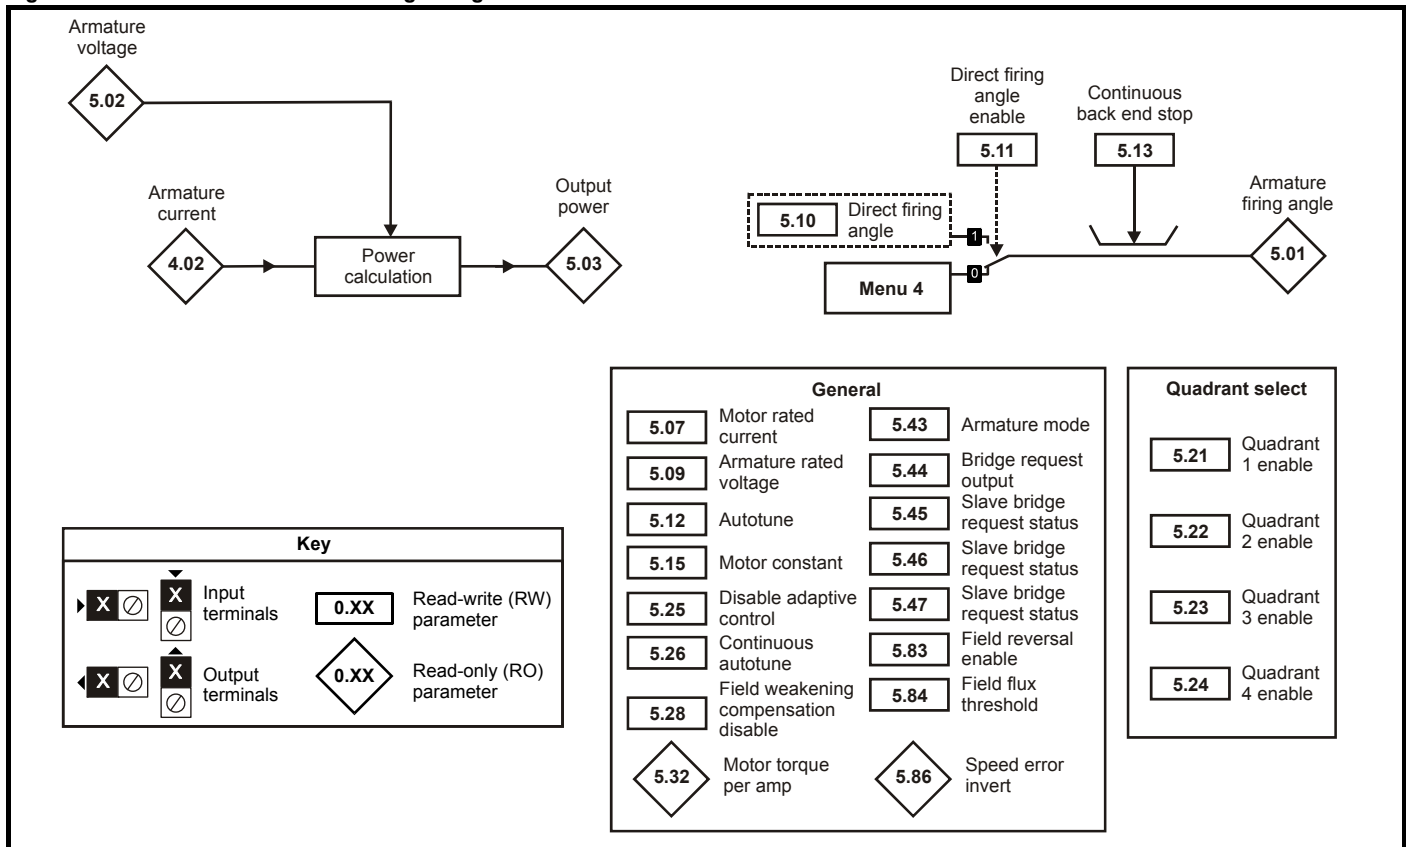 Armature
voltage
5.02
Armature
current
4.02
Power
calculation
Output
power
5.03
Direct firing
angle
enable
5.11
Continuous
back end stop
5.13
5.10
Direct firing
angle
1
0
Menu 4
Armature
firing angle
5.01
General
5.07
Motor rated
current
5.09
Armature rated
voltage
5.12
Autotune
5.15
Motor constant
5.25
Disable adaptive
control
5.26
Continuous
autotune
5.28
Field weakening
compensation
disable
5.32
Motor torque
per amp
5.43
Armature mode
5.44
Bridge request
output
5.45
Slave bridge
request status
5.46
Slave bridge
request status
5.47
Slave bridge
request status
5.83
Field reversal
enable
5.84
Field flux
threshold
5.86
Speed error
invert
Quadrant select
5.21
Quadrant
1 enable
5.22
Quadrant
2 enable
5.23
Quadrant
3 enable
5.24
Quadrant
4 enable
Key
X
X
Input
terminals
0.XX
Read-write (RW)
parameter
X
X
Output
terminals
0.XX
Read-only (RO)
parameter